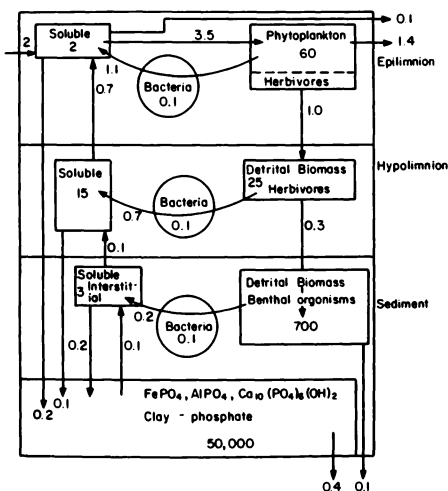 0.1
2
Soluble
2
3.5
Phytoplankton
60
1.4
Epilimnion
1.1
0.7
Bacteria
0.1
Herbivores
1.0
Hypolimnion
Soluble
15
Detrital Biomass
25
Herbivores
0.7
Bacteria
0.1
0.3
0.1
Soluble
3 Interstit-
ial
Detrital Biomass
Benthal organisms
700
Sediment
0.2
Bacteria
0.1
0.2
0.1
0.2
0.1
FePO4, AlPO4, Ca10 (PO4)6(OH)2
Clay - phosphate
50,000
0.4
0.1